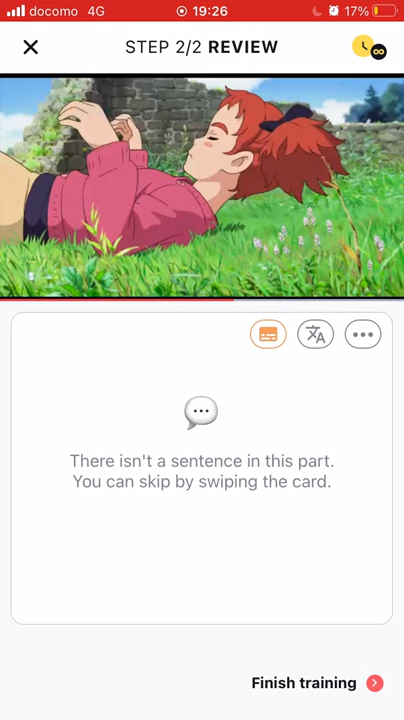 docomo 4G 19:26 17%
STEP 2/2 REVIEW
There isn't a sentence in this part.
You can skip by swiping the card.
Finish training